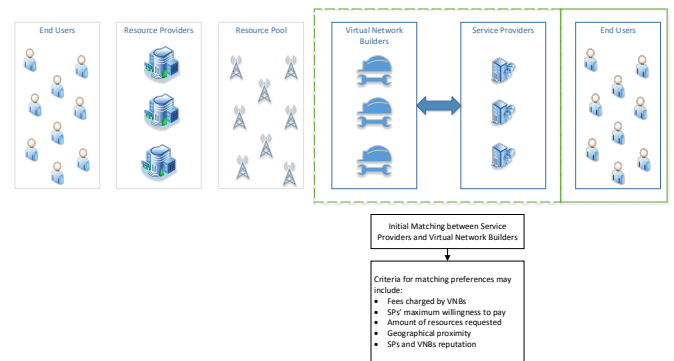 End Users
Resource Providers
Resource Pool
Virtual Network
Builders
Service Providers
End Users
Initial Matching between Service
Providers and Virtual Network Builders
Criteria for matching preferences may
include:
• Fees charged by VNBs
• SPs' maximum willingness to pay
• Amount of resources requested
• Geographical proximity
• SPs and VNBs reputation